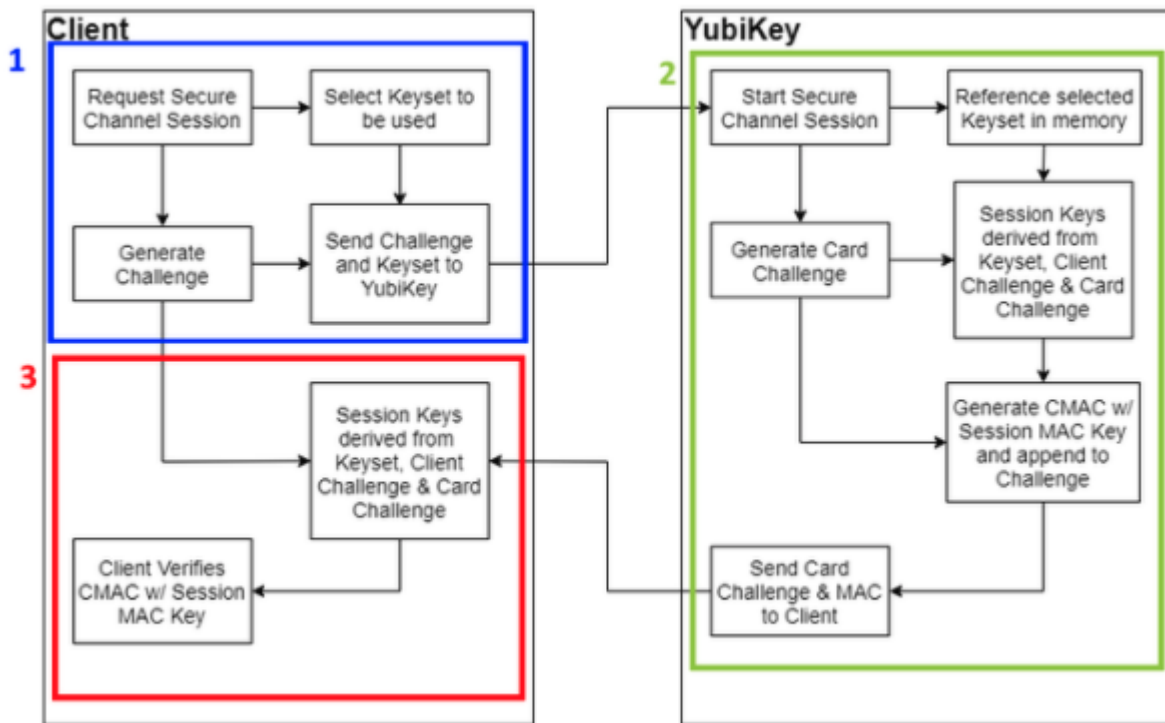 Client
1
Request Secure
Channel Session
Select Keyset to
be used
Generate
Challenge
Send Challenge
and Keyset to
YubiKey
3
Session Keys
derived from
Keyset, Client
Challenge & Card
Challenge
Client Verifies
CMAC w/ Session
MAC Key
YubiKey
2
Start Secure
Channel Session
Reference selected
Keyset in memory
Generate Card
Challenge
Session Keys
derived from
Keyset, Client
Challenge & Card
Challenge
Generate CMAC w/
Session MAC Key
and append to
Challenge
Send Card
Challenge & MAC
to Client